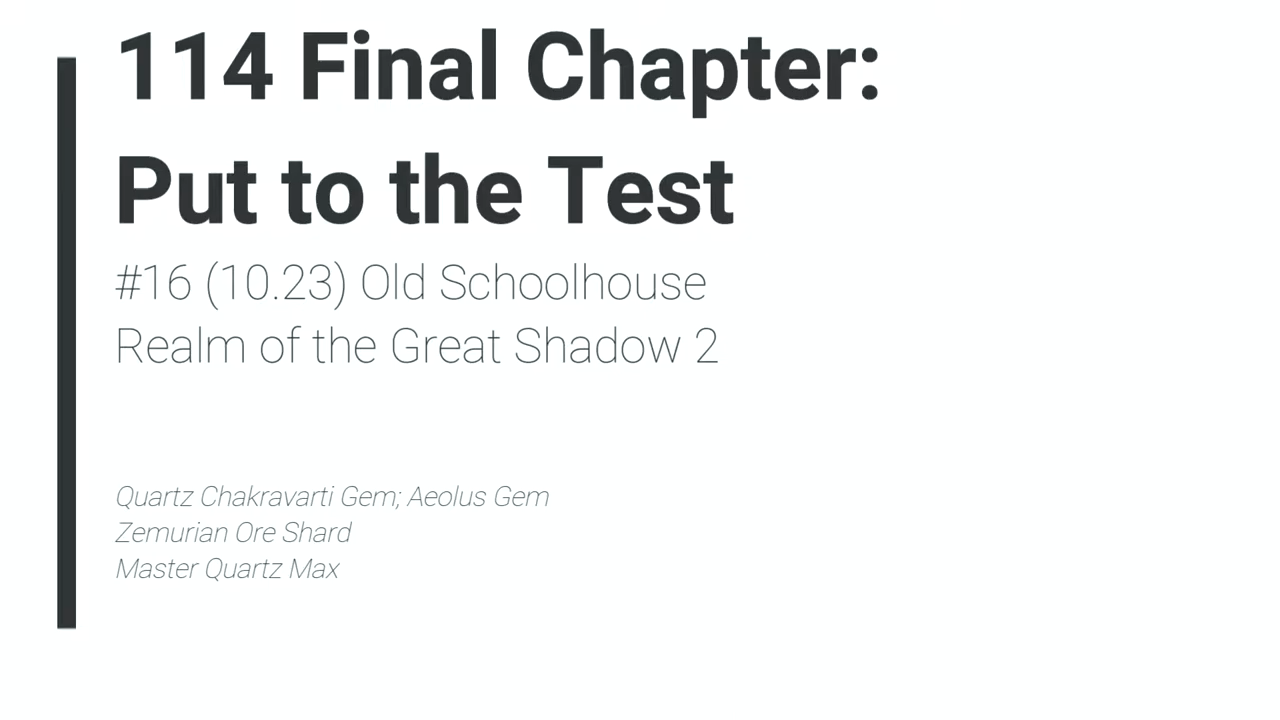 114 Final Chapter:
Put to the Test
#16 (10.23) Old Schoolhouse
Realm of the Great Shadow 2
Quartz Chakravarti Gem; Aeolus Gem
Zemurian Ore Shard
Master Quartz Max